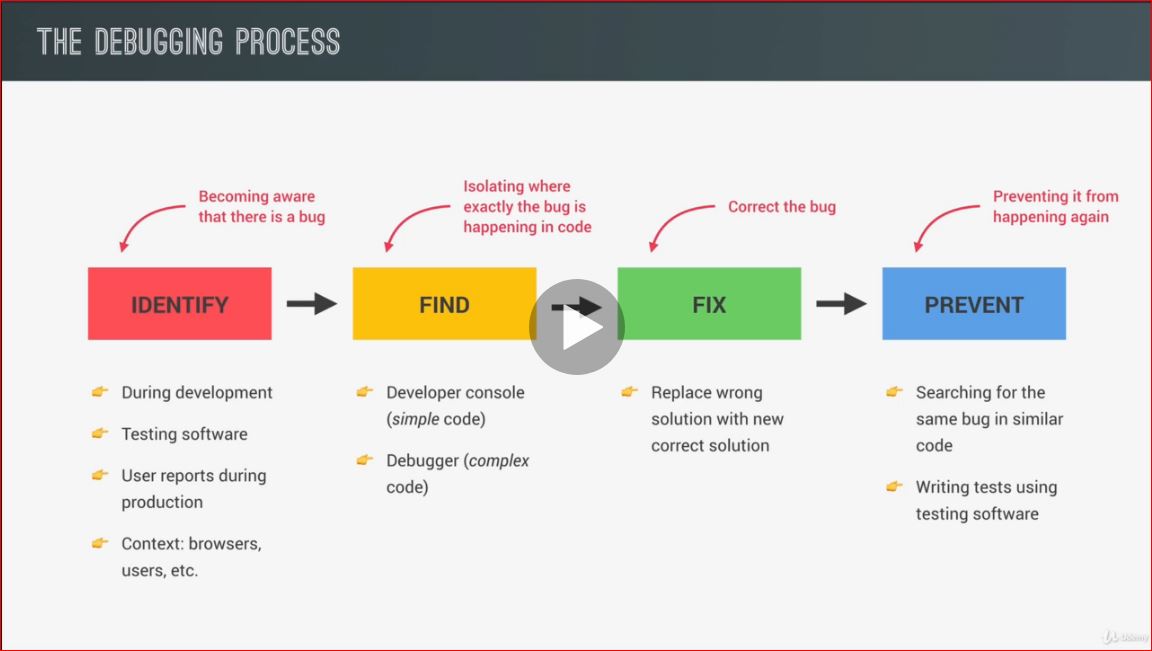 THE DEBUGGING PROCESS
Becoming aware
that there is a bug
IDENTIFY
During development
Testing software
User reports during
production
Context: browsers,
users, etc.
Isolating where
exactly the bug is
happening in code
FIND
Developer console
(simple code)
Debugger (complex
code)
Correct the bug
FIX
Replace wrong
solution with new
correct solution
Preventing it from
happening again
PREVENT
Searching for the
same bug in similar
code
Writing tests using
testing software
Udemy